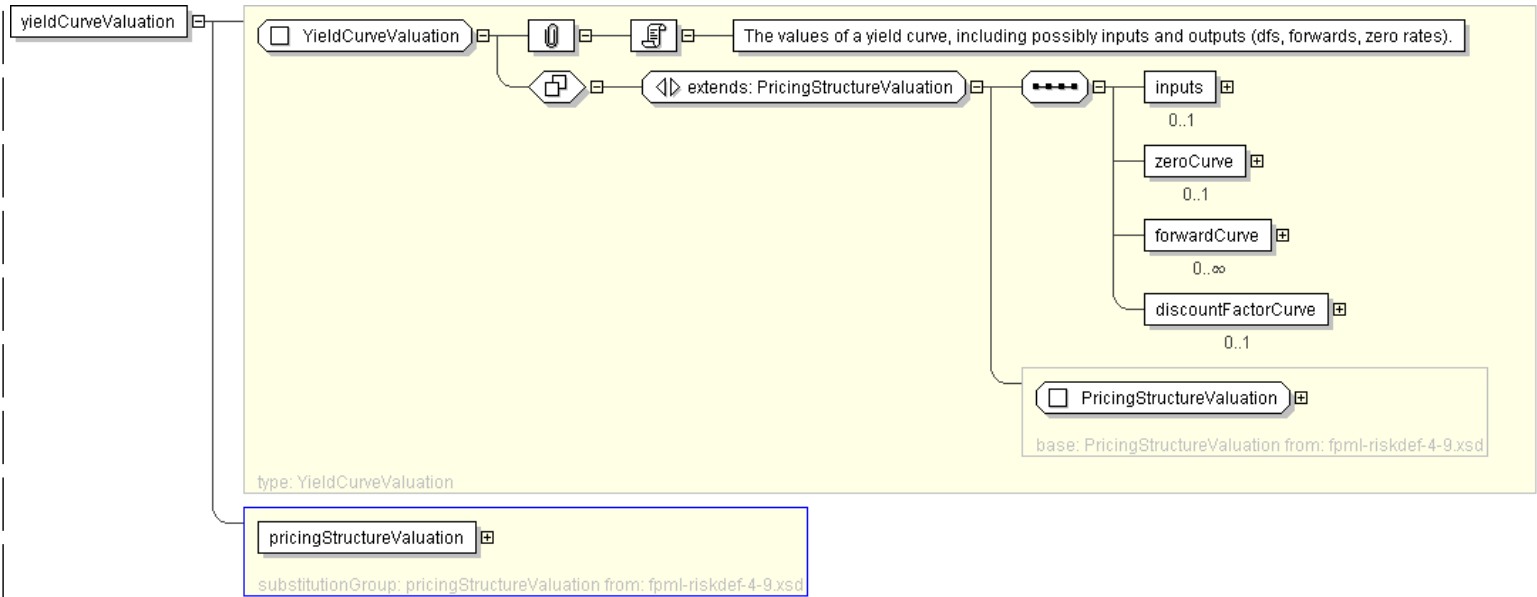 yieldCurveValuation
YieldCurveValuation
The values of a yield curve, including possibly inputs and outputs (dfs, forwards, zero rates).
extends: PricingStructureValuation
inputs
0..1
zeroCurve
0..1
forwardCurve
0..∞
discountFactorCurve
0..1
PricingStructureValuation
base: PricingStructureValuation from: fpml-riskdef-4-9.xsd
type: YieldCurveValuation
pricingStructureValuation
substitutionGroup: pricingStructureValuation from: fpml-riskdef-4-9.xsd